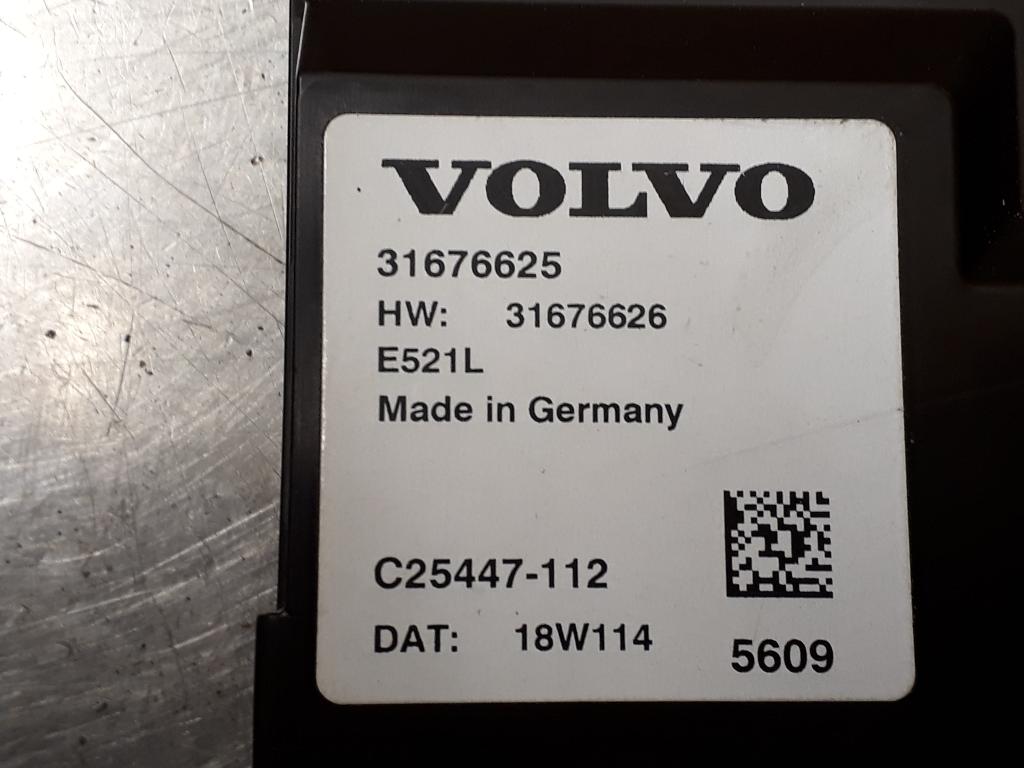 VOLVO
31676625
HW: 31676626
E521L
Made in Germany
C25447-112
DAT: 18W114
5609